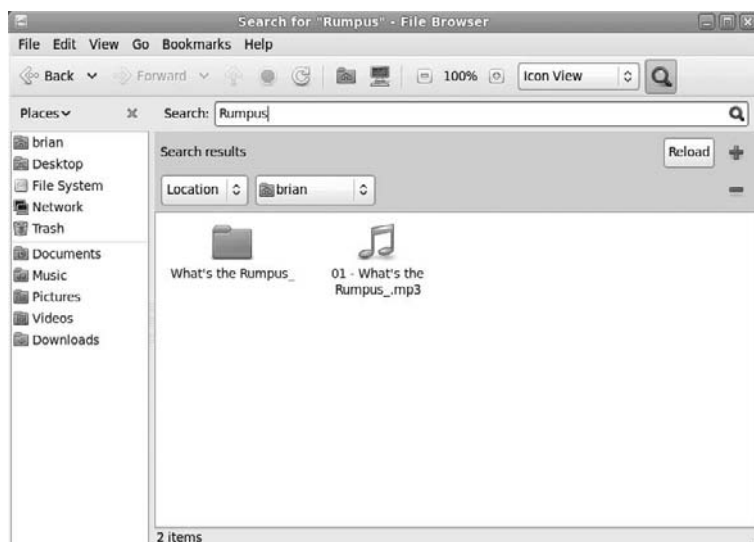 Search for "Rumpus" - File Browser
File Edit View Go Bookmarks Help
Back Forward 100% Icon View
Places Search: Rumpus
brian
Desktop
File System
Network
Trash
Documents
Music
Pictures
Videos
Downloads
Search results Reload
Location brian
What's the Rumpus_
01 - What's the
Rumpus_.mp3
2 items